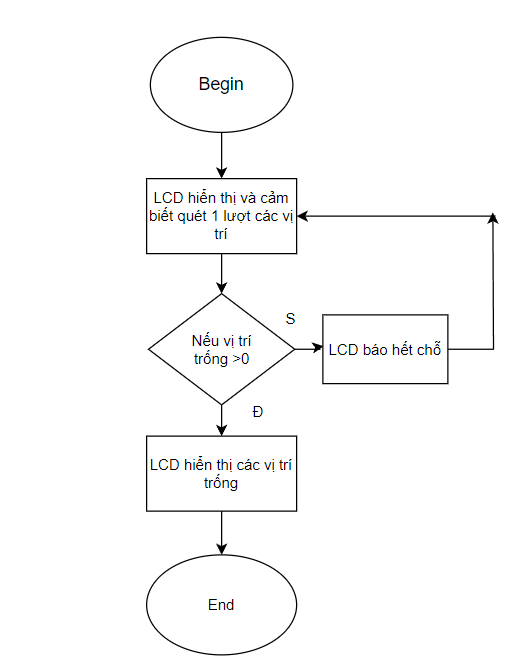 Begin
LCD hiển thị và cảm
biết quét 1 lượt các vị
trí
S
Nếu vị trí
trống >0
LCD báo hết chỗ
Đ
LCD hiển thị các vị trí
trống
End